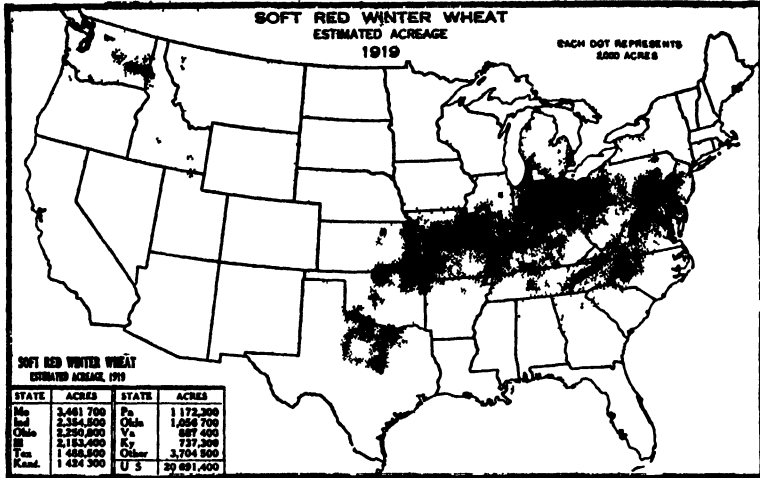 SOFT RED WINTER WHEAT
ESTIMATED ACREAGE
1919
EACH DOT REPRESENTS
2,000 ACRES
SOFT RED WINTER WHEAT
ESTIMATED ACREAGE, 1919
STATE ACRES STATE ACRES
Mo 3,461 700 Pa 1 172,300
Ind 2,354,500 Okla 1,056 700
Ohio 2,250,800 Va 887 400
Ill 2,153,400 Ky 737,300
Tex 1 488,500 Other 3,704 500
Kans. 1 424 300 U S 20 691,400